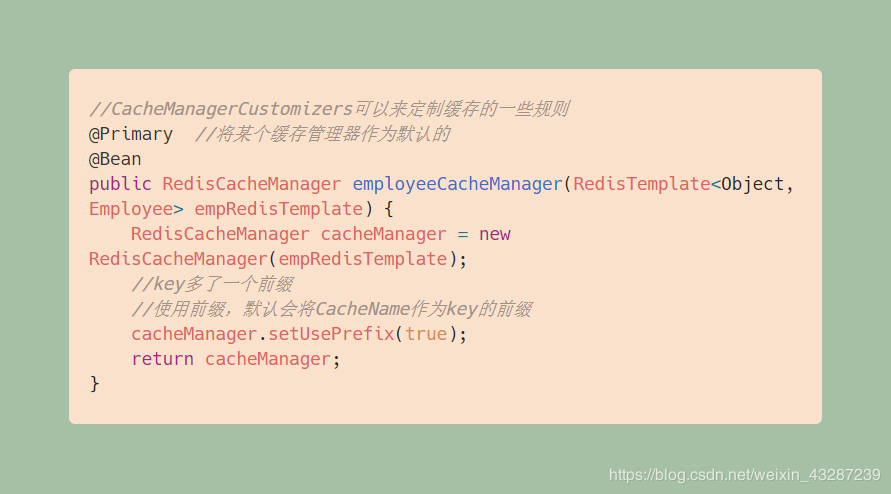 //CacheManagerCustomizers可以来定制缓存的一些规则
@Primary  //将某个缓存管理器作为默认的
@Bean
public RedisCacheManager employeeCacheManager(RedisTemplate<Object,
Employee> empRedisTemplate) {
    RedisCacheManager cacheManager = new
RedisCacheManager(empRedisTemplate);
    //key多了一个前缀
    //使用前缀，默认会将CacheName作为key的前缀
    cacheManager.setUsePrefix(true);
    return cacheManager;
}
https://blog.csdn.net/weixin_43287239